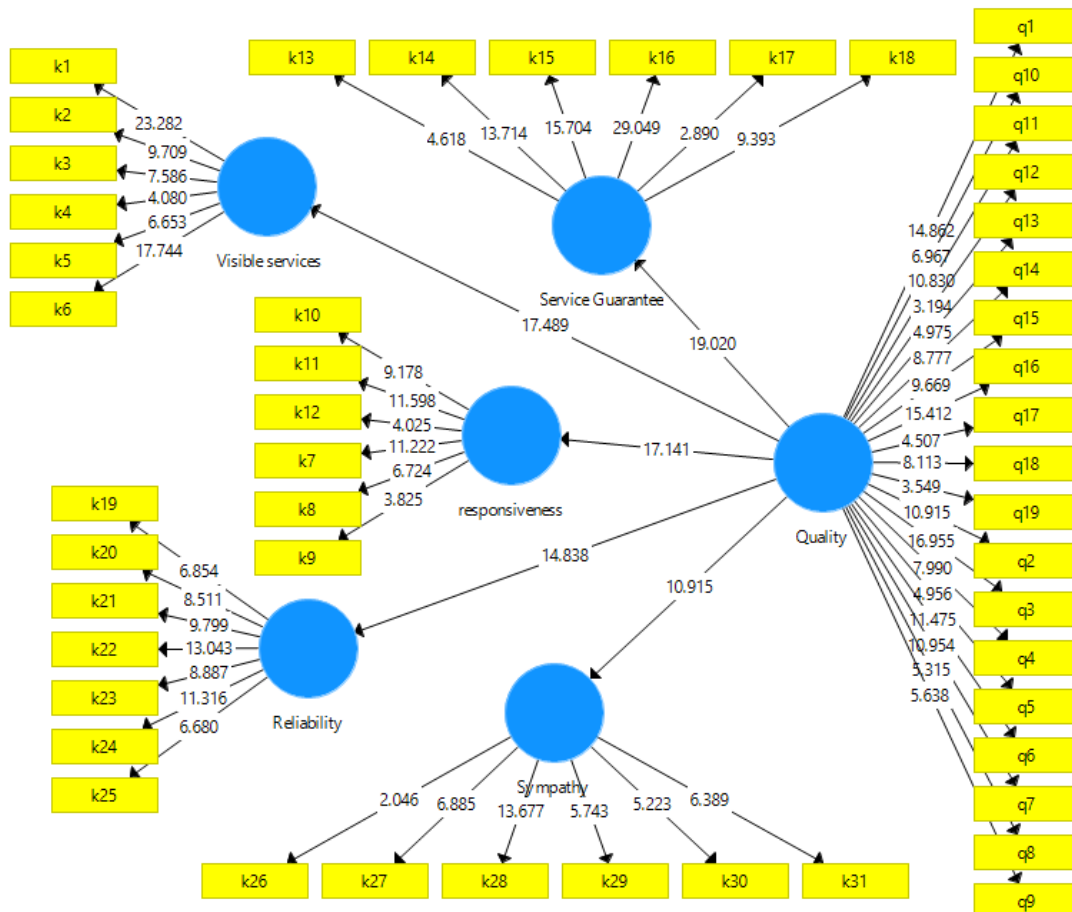 k1
k2
k3
k4
k5
k6
23.282
9.709
7.586
4.080
6.653
17.744
Visible services
k13
k14
k15
k16
k17
k18
4.618
13.714
15.704
29.049
2.890
9.393
Service Guarantee
17.489
19.020
k10
k11
k12
k7
k8
k9
9.178
11.598
4.025
11.222
6.724
3.825
responsiveness
17.141
Quality
14.838
10.915
k19
k20
k21
k22
k23
k24
k25
6.854
8.511
9.799
13.043
8.887
11.316
6.680
Reliability
Sympathy
2.046
6.885
13.677
5.743
5.223
6.389
k26
k27
k28
k29
k30
k31
14.862
6.967
10.830
3.194
4.975
8.777
9.669
15.412
4.507
8.113
3.549
10.915
16.955
7.990
4.956
11.475
10.954
5.315
5.638
q1
q10
q11
q12
q13
q14
q15
q16
q17
q18
q19
q2
q3
q4
q5
q6
q7
q8
q9